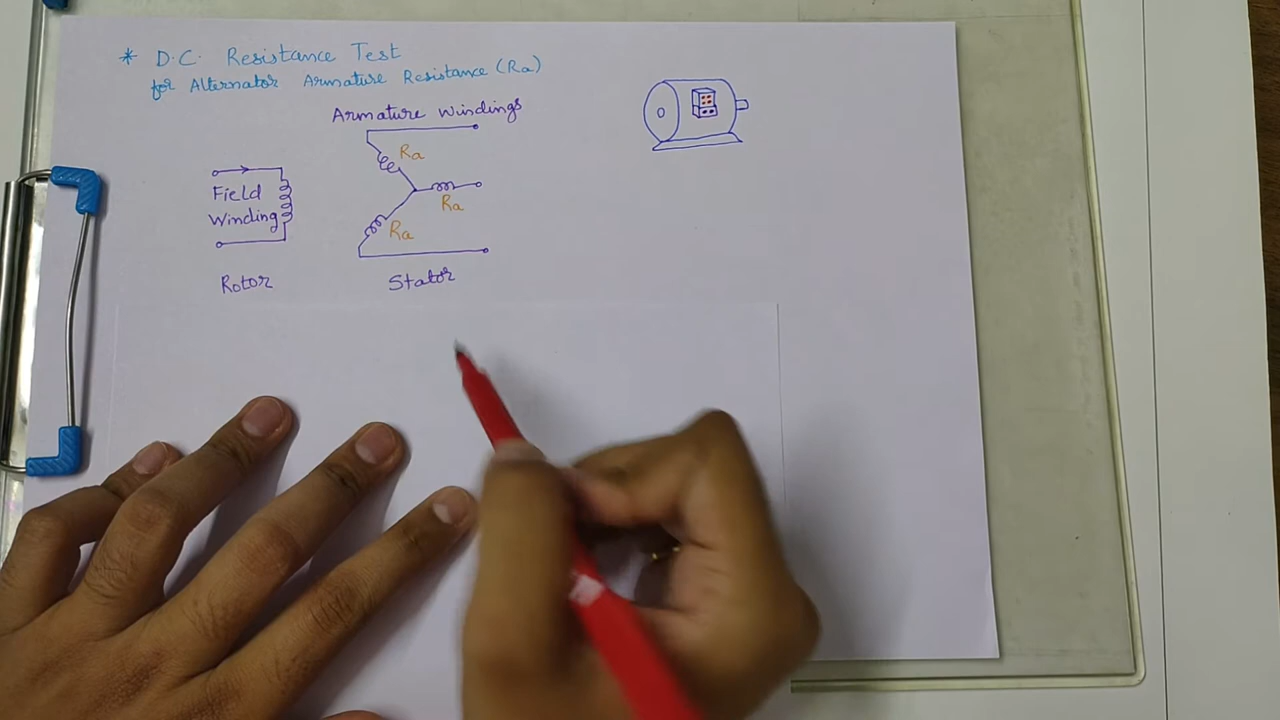 * D.C. Resistance Test
for Alternator Armature Resistance (Ra)
Armature Windings
Ra
Field
Winding
Ra
Ra
Rotor
Stator